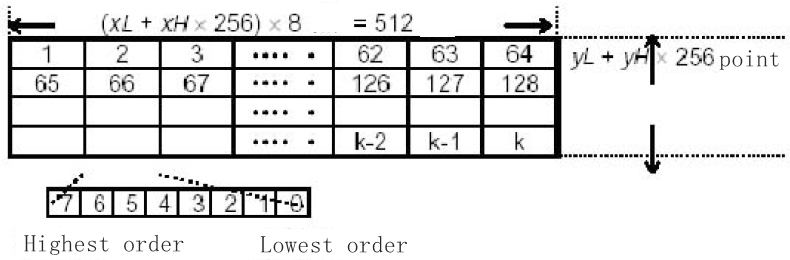 (xL + xH × 256) × 8 = 512
1 2 3 ···· · 62 63 64
yL + yH × 256 point
65 66 67 ···· · 126 127 128
···· ·
···· · k-2 k-1 k
7 6 5 4 3 2 1 0
Highest order Lowest order